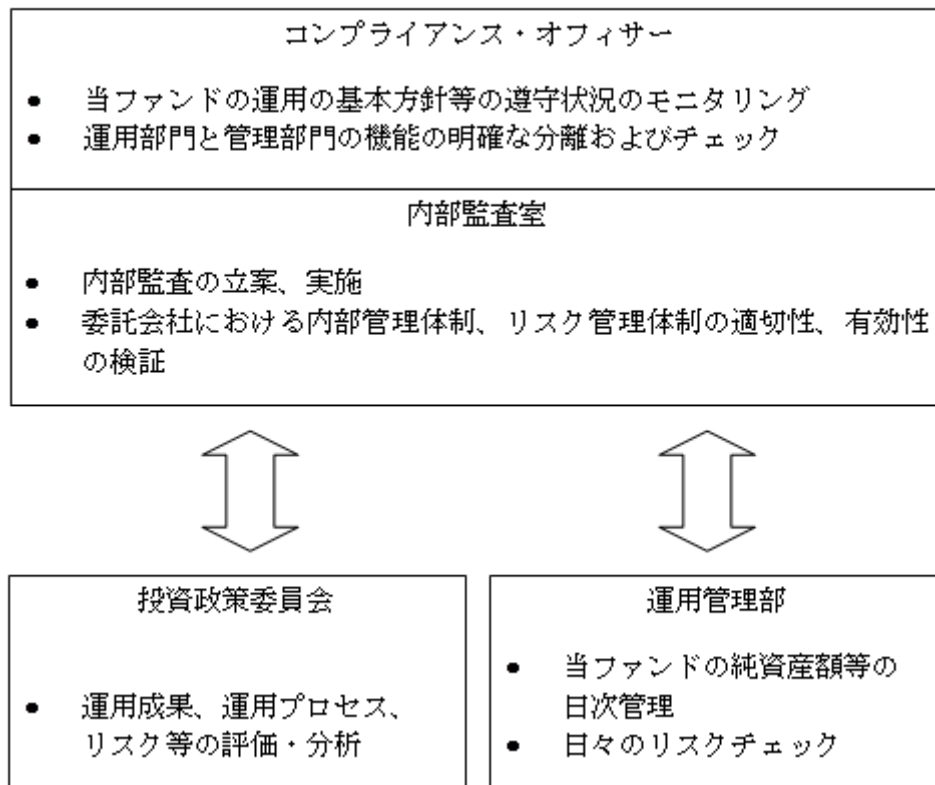 コンプライアンス・オフィサー
● 当ファンドの運用の基本方針等の遵守状況のモニタリング
● 運用部門と管理部門の機能の明確な分離およびチェック
内部監査室
● 内部監査の立案、実施
● 委託会社における内部管理体制、リスク管理体制の適切性、有効性
の検証
投資政策委員会
● 運用成果、運用プロセス、
リスク等の評価・分析
運用管理部
● 当ファンドの純資産額等の
日次管理
● 日々のリスクチェック